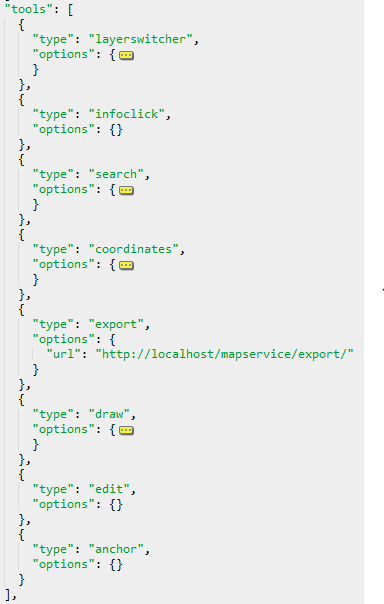 "tools": [
{
"type": "layerswitcher",
"options": {
}
},
{
"type": "infoclick",
"options": {}
},
{
"type": "search",
"options": {
}
},
{
"type": "coordinates",
"options": {
}
},
{
"type": "export",
"options": {
"url": "http://localhost/mapservice/export/"
}
},
{
"type": "draw",
"options": {
}
},
{
"type": "edit",
"options": {}
},
{
"type": "anchor",
"options": {}
}
],